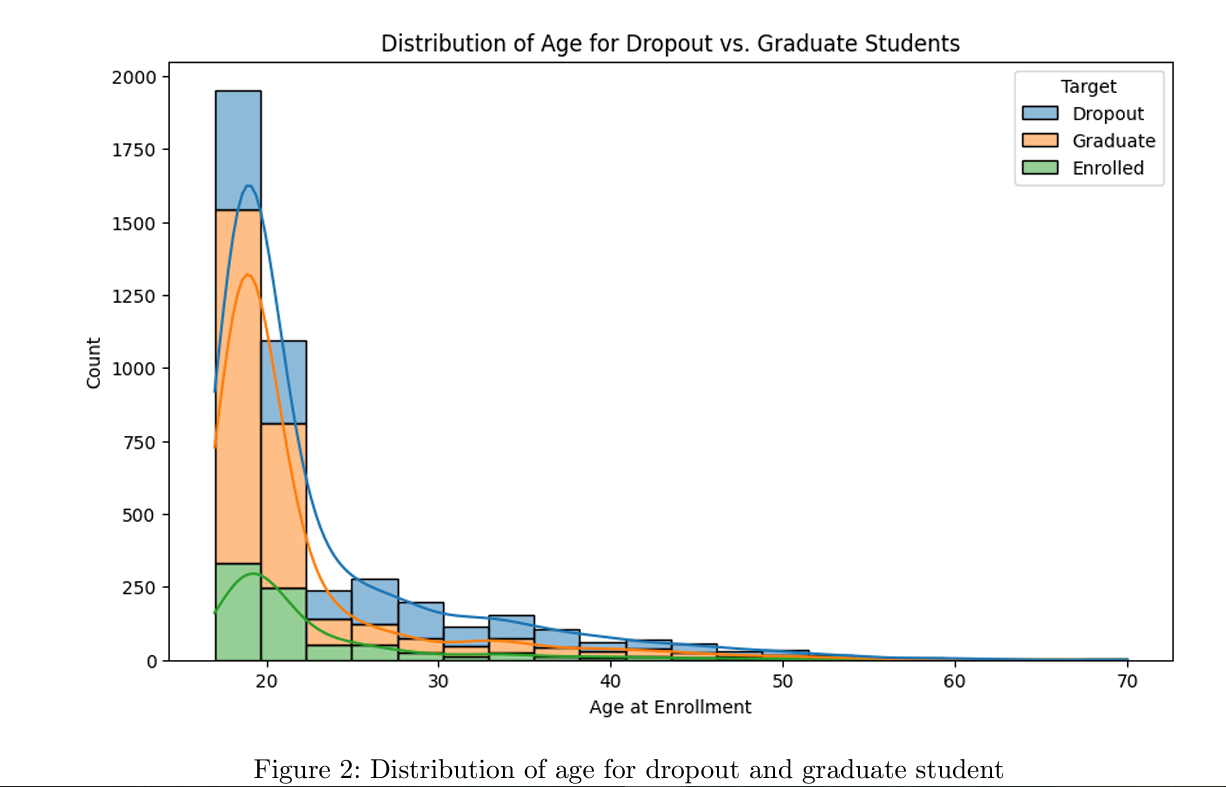 Distribution of Age for Dropout vs. Graduate Students
2000
1750
1500
1250
1000
750
500
250
0
Count
Target
Dropout
Graduate
Enrolled
20 30 40 50 60 70
Age at Enrollment
Figure 2: Distribution of age for dropout and graduate student